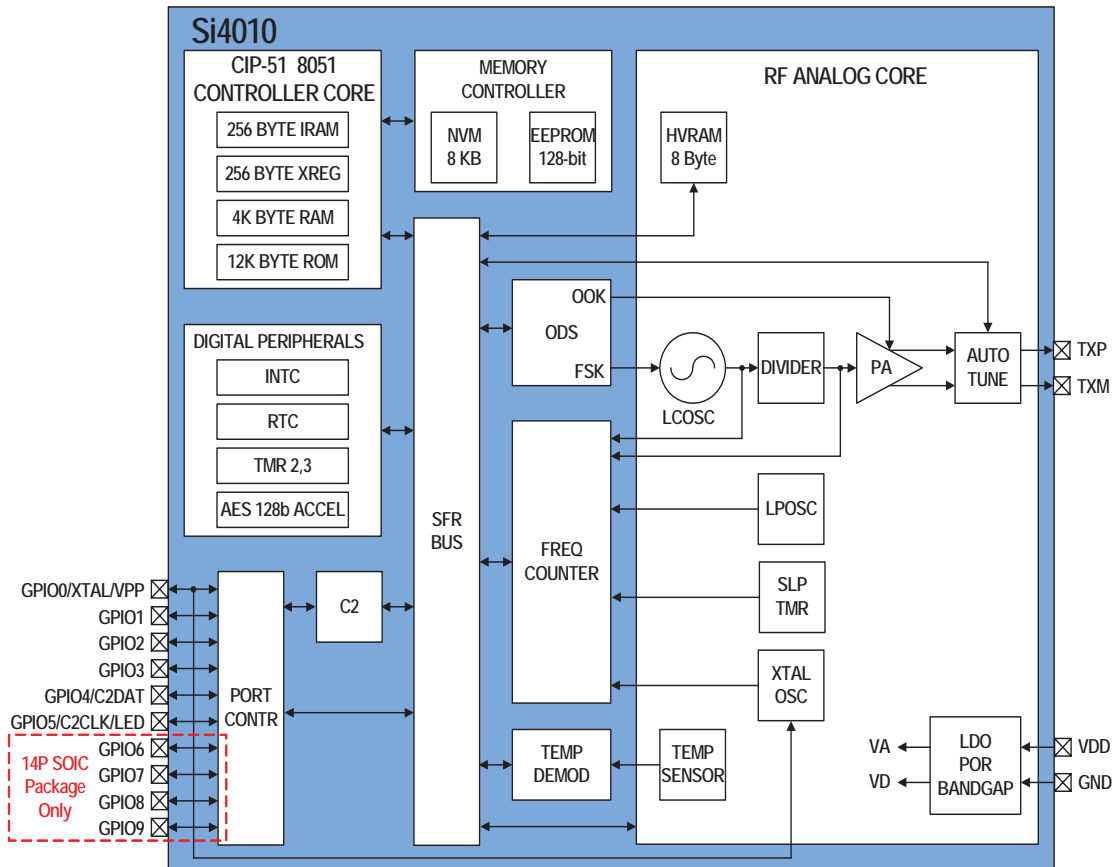 Si4010
CIP-51 8051
CONTROLLER CORE
256 BYTE IRAM
256 BYTE XREG
4K BYTE RAM
12K BYTE ROM
MEMORY
CONTROLLER
NVM
8 KB
EEPROM
128-bit
RF ANALOG CORE
HVRAM
8 Byte
DIGITAL PERIPHERALS
INTC
RTC
TMR 2,3
AES 128b ACCEL
SFR
BUS
OOK
ODS
FSK
LCOSC
DIVIDER
PA
AUTO
TUNE
TXP
TXM
FREQ
COUNTER
LPOSC
SLP
TMR
XTAL
OSC
GPIO0/XTAL/VPP
GPIO1
GPIO2
GPIO3
GPIO4/C2DAT
GPIO5/C2CLK/LED
GPIO6
GPIO7
GPIO8
GPIO9
14P SOIC
Package
Only
PORT
CONTR
C2
TEMP
DEMOD
TEMP
SENSOR
VA
VD
LDO
POR
BANDGAP
VDD
GND